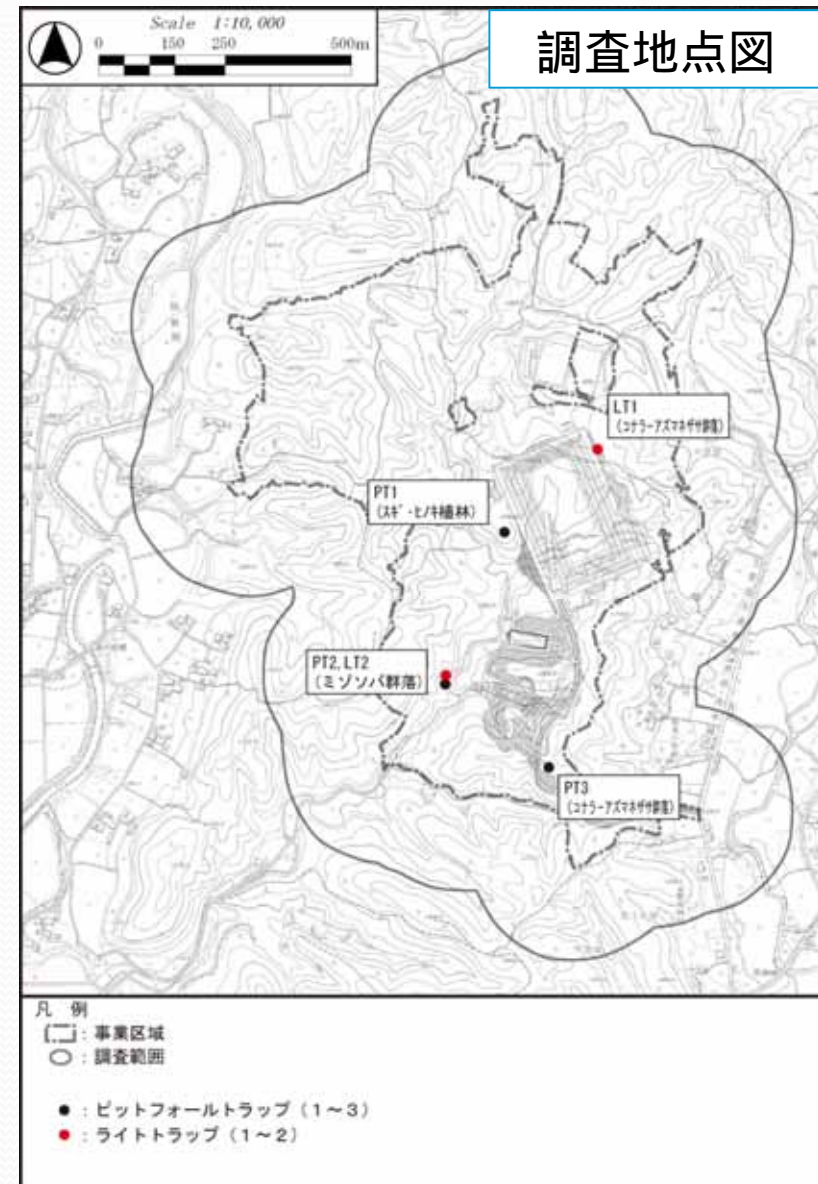 Scale 1:10,000
0 150 250 500m
調査地点図
LT1
(コナラーアズマネザサ群落)
PT1
(スギ・ヒノキ植林)
PT2, LT2
(ミゾソバ群落)
PT3
(コナラーアズマネザサ群落)
凡 例
：事業区域
：調査範囲
：ピットフォールトラップ（1～3）
：ライトトラップ（1～2）